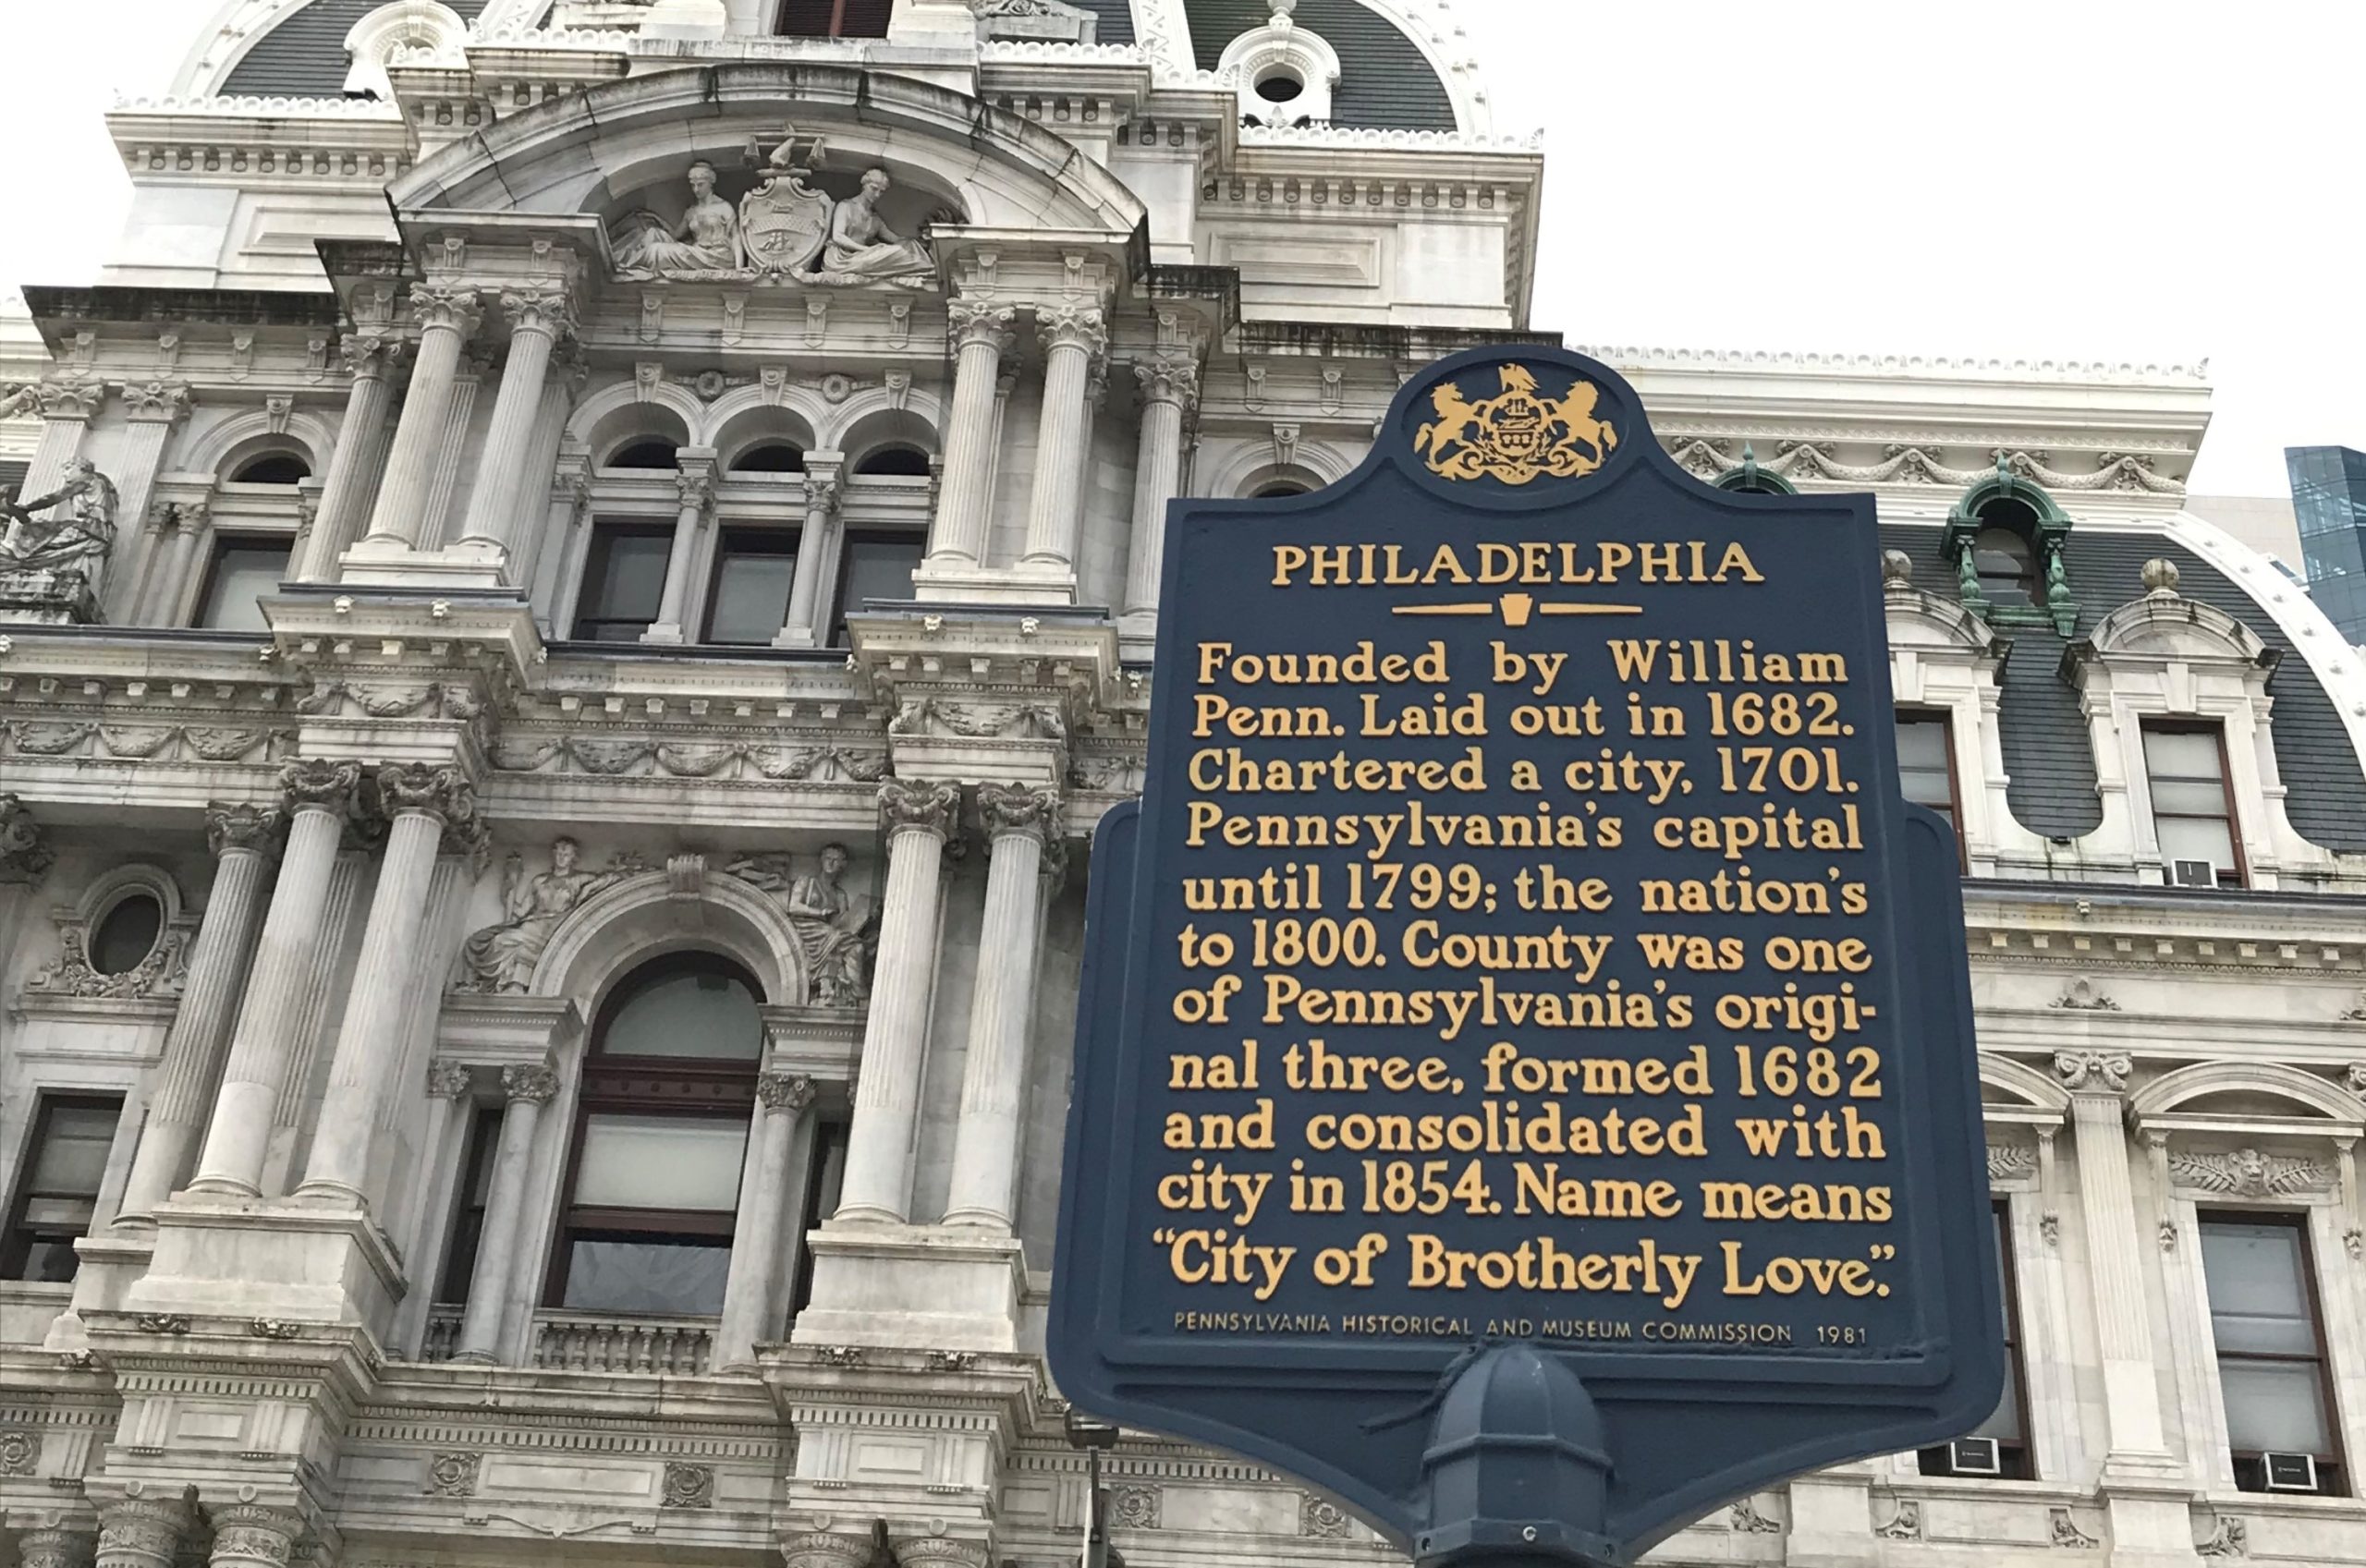 PHILADELPHIA
Founded by William
Penn. Laid out in 1682.
Chartered a city, 1701.
Pennsylvania's capital
until 1799; the nation's
to 1800. County was one
of Pennsylvania's origi-
nal three, formed 1682
and consolidated with
city in 1854. Name means
“City of Brotherly Love”.
PENNSYLVANIA HISTORICAL AND MUSEUM COMMISSION 1981